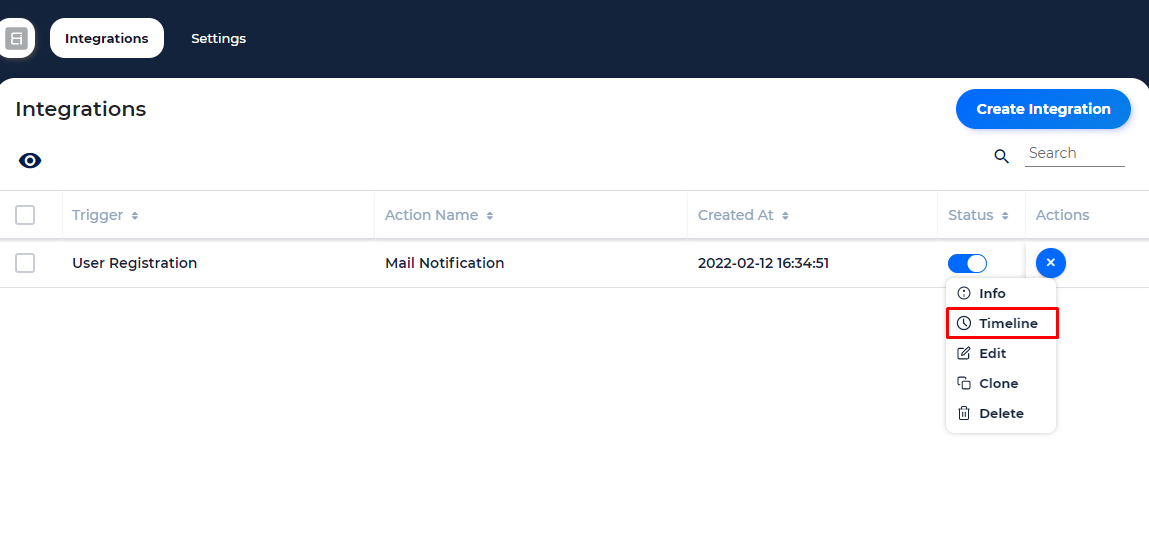 Integrations Settings
Integrations
Create Integration
Search
Trigger Action Name Created At Status Actions
User Registration Mail Notification 2022-02-12 16:34:51
Info
Timeline
Edit
Clone
Delete